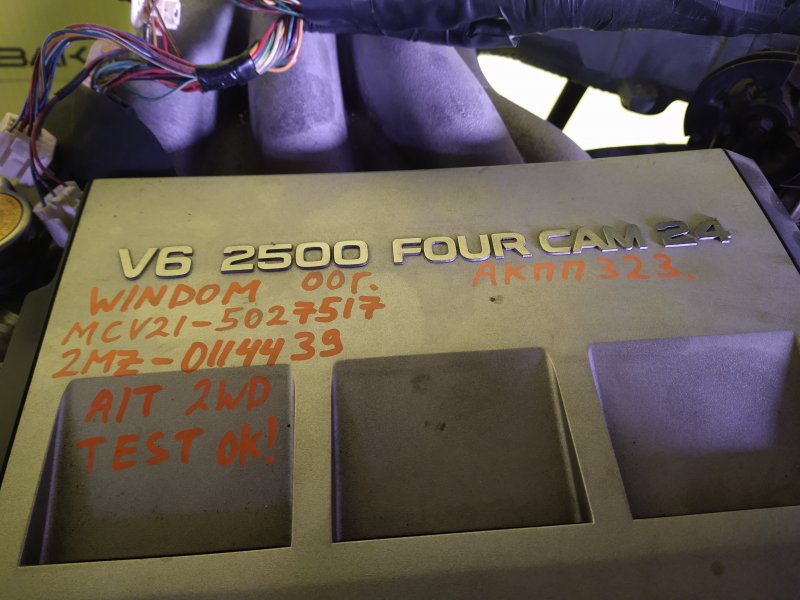 V6 2500 FOUR CAM 24
WINDOM 00г.
АКПП 323.
MCV21-5027517
2MZ-0114439
A/T 2WD
TEST OK!